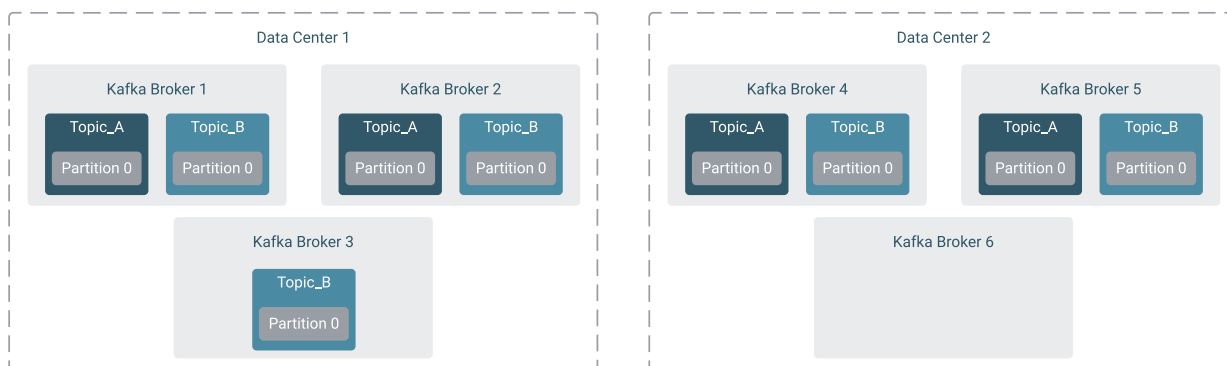 Data Center 1
Kafka Broker 1
Topic_A
Partition 0
Topic_B
Partition 0
Kafka Broker 2
Topic_A
Partition 0
Topic_B
Partition 0
Kafka Broker 3
Topic_B
Partition 0
Data Center 2
Kafka Broker 4
Topic_A
Partition 0
Topic_B
Partition 0
Kafka Broker 5
Topic_A
Partition 0
Topic_B
Partition 0
Kafka Broker 6